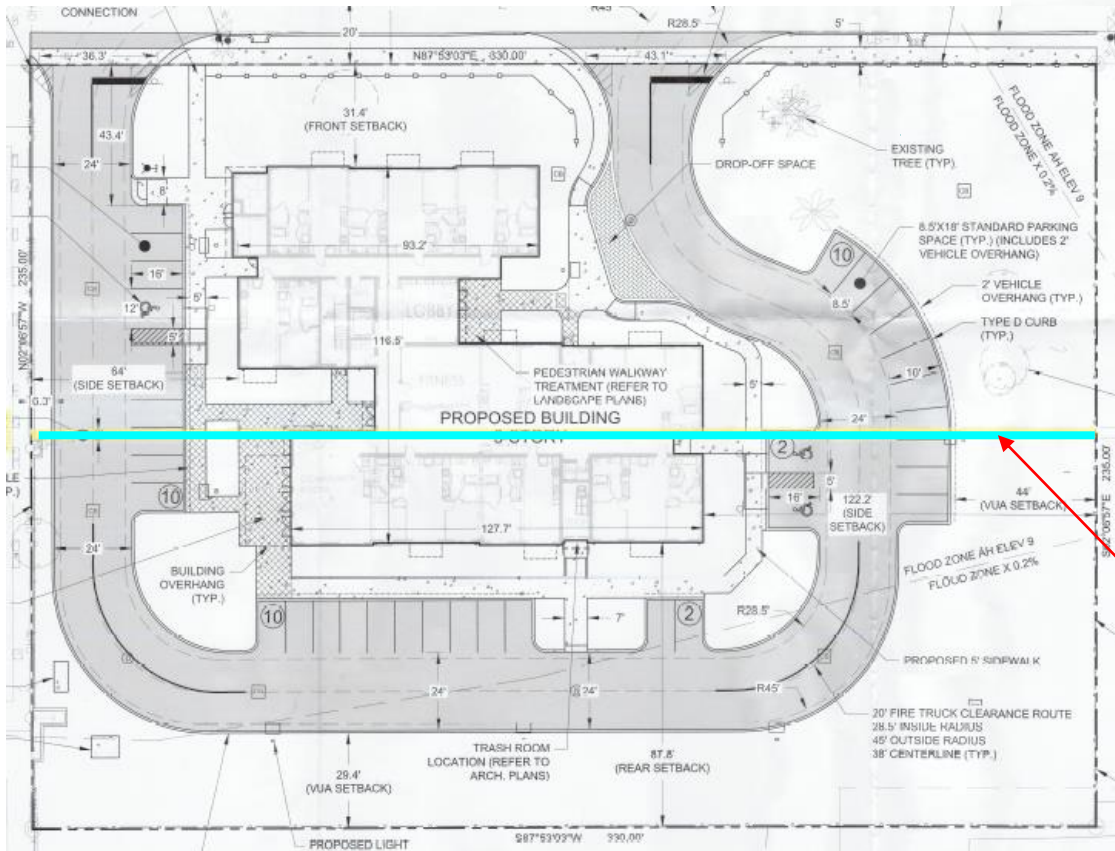 CONNECTION
R45'
R28.5'
5'
20'
36.3'
N87°53'03"E 330.00'
43.1'
31.4'
(FRONT SETBACK)
43.4'
24'
8'
DROP-OFF SPACE
EXISTING
TREE (TYP.)
FLOOD ZONE AH ELEV 9
FLOOD ZONE X 0.2%
93.2'
10
8.5'X18' STANDARD PARKING
SPACE (TYP.) (INCLUDES 2'
VEHICLE OVERHANG)
N02°06'57"W 235.00'
16'
12'
5'
5'
8.5'
2' VEHICLE
OVERHANG (TYP.)
TYPE D CURB
(TYP.)
LOBBY
116.5'
64'
(SIDE SETBACK)
PEDESTRIAN WALKWAY
TREATMENT (REFER TO
LANDSCAPE PLANS)
FITNESS
5'
10'
24'
6.3'
PROPOSED BUILDING
2
10
16'
5'
122.2'
(SIDE
SETBACK)
44'
(VUA SETBACK)
S02°06'57"E 235.00'
127.7'
24'
BUILDING
OVERHANG
(TYP.)
FLOOD ZONE AH ELEV 9
FLOOD ZONE X 0.2%
10
2
7'
R28.5'
PROPOSED 5' SIDEWALK
24'
24'
R45'
20' FIRE TRUCK CLEARANCE ROUTE
28.5' INSIDE RADIUS
45' OUTSIDE RADIUS
38' CENTERLINE (TYP.)
TRASH ROOM
LOCATION (REFER TO
ARCH. PLANS)
29.4'
(VUA SETBACK)
87.8'
(REAR SETBACK)
S87°53'03"W 330.00'
PROPOSED LIGHT